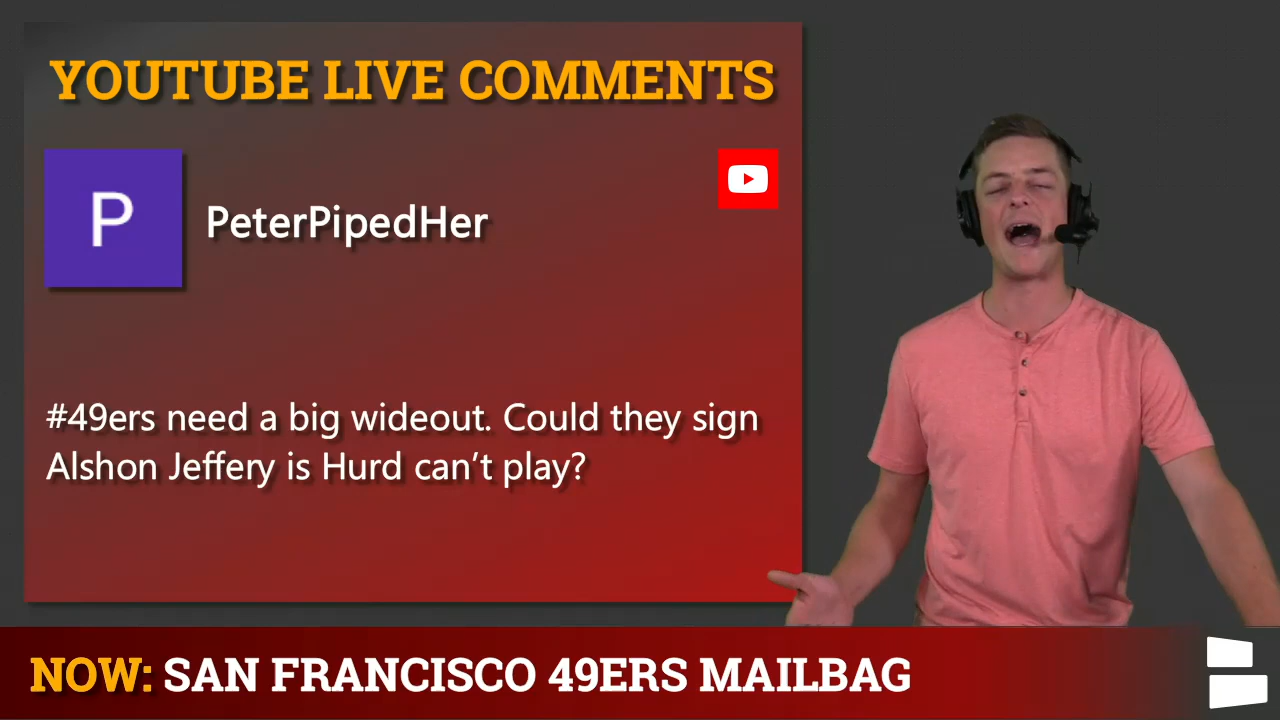 YOUTUBE LIVE COMMENTS
P
PeterPipedHer
#49ers need a big wideout. Could they sign
Alshon Jeffery is Hurd can't play?
NOW: SAN FRANCISCO 49ERS MAILBAG